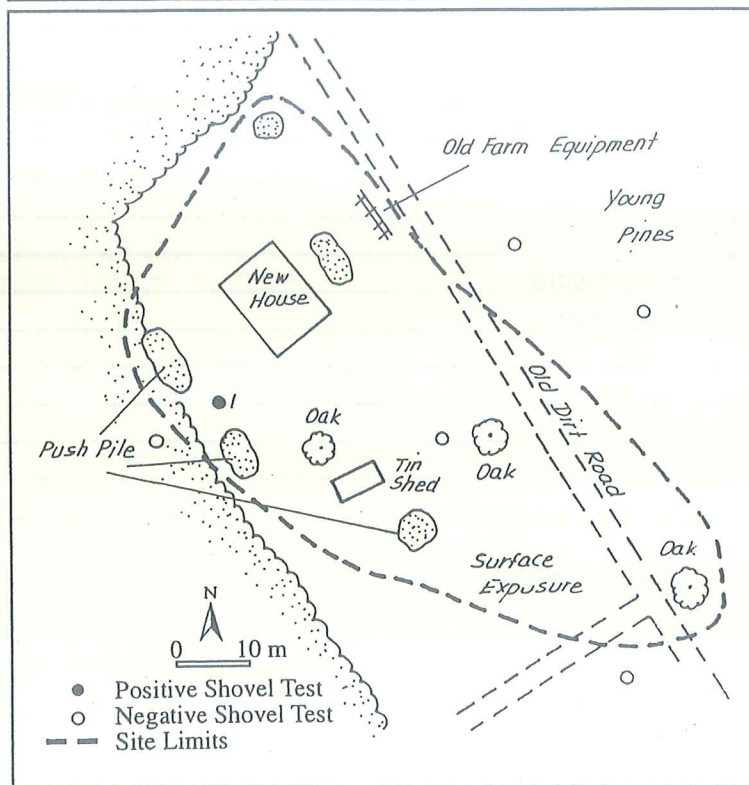 Old Farm Equipment
Young
Pines
New
House
1
Oak
Push Pile
Tin
Shed
Oak
Old Dirt Road
Oak
Surface
Exposure
N
0 10 m
Positive Shovel Test
Negative Shovel Test
Site Limits